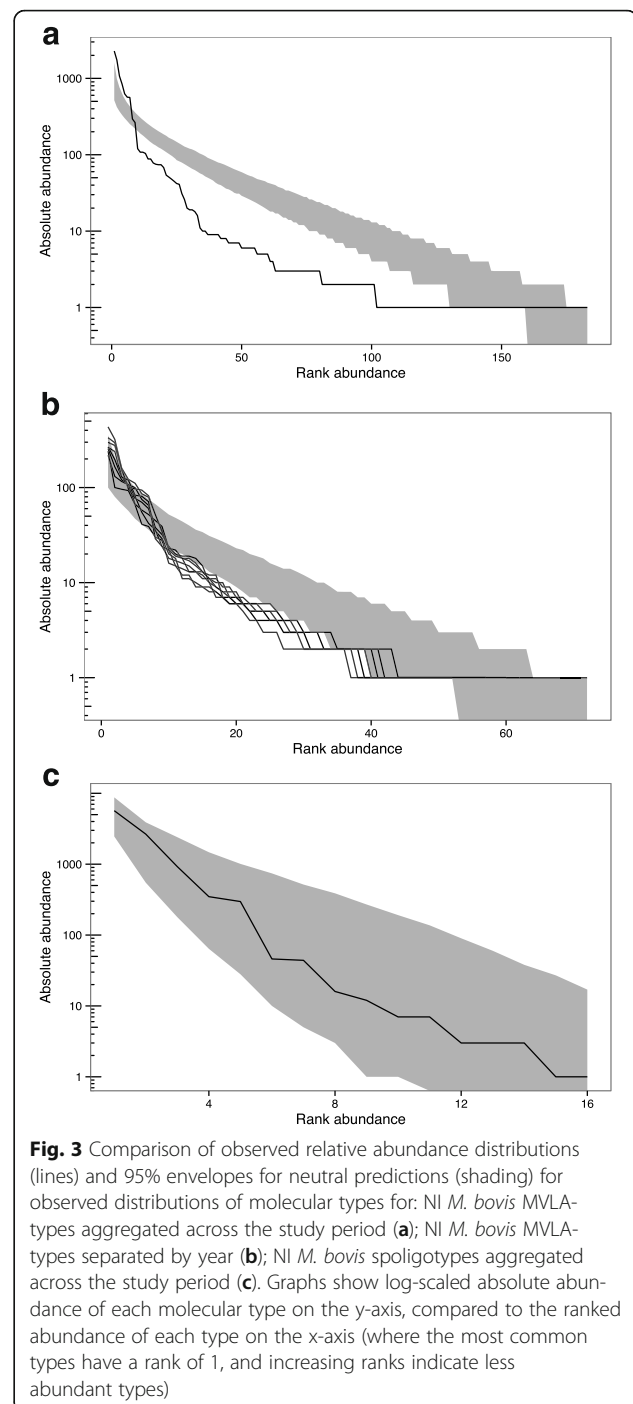 a
1000
100
10
1
Absolute abundance
0 50 100 150
Rank abundance
b
100
10
1
Absolute abundance
0 20 40 60
Rank abundance
c
1000
100
10
1
Absolute abundance
4 8 12 16
Rank abundance
Fig. 3 Comparison of observed relative abundance distributions
(lines) and 95% envelopes for neutral predictions (shading) for
observed distributions of molecular types for: NI M. bovis MVLA-
types aggregated across the study period (a); NI M. bovis MVLA-
types separated by year (b); NI M. bovis spoligotypes aggregated
across the study period (c). Graphs show log-scaled absolute abun-
dance of each molecular type on the y-axis, compared to the ranked
abundance of each type on the x-axis (where the most common
types have a rank of 1, and increasing ranks indicate less
abundant types)